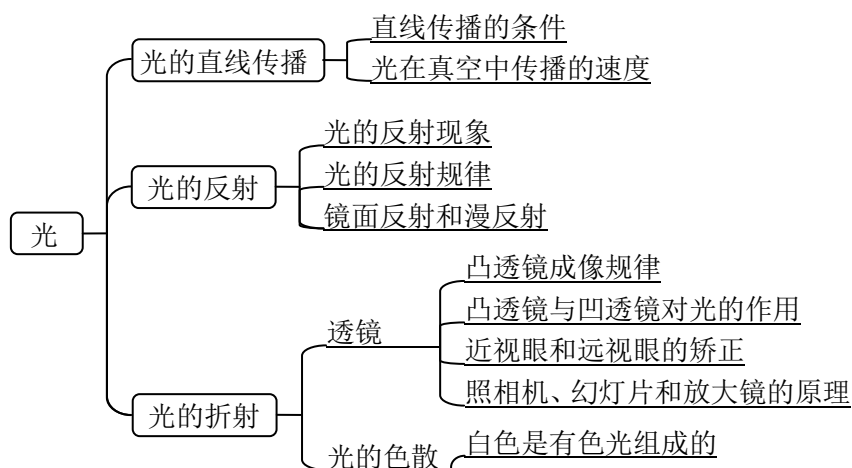 直线传播的条件
光的直线传播
光在真空中传播的速度
光的反射现象
光的反射
光的反射规律
镜面反射和漫反射
光
凸透镜成像规律
凸透镜与凹透镜对光的作用
透镜
近视眼和远视眼的矫正
照相机、幻灯片和放大镜的原理
光的折射
白色是有色光组成的
光的色散